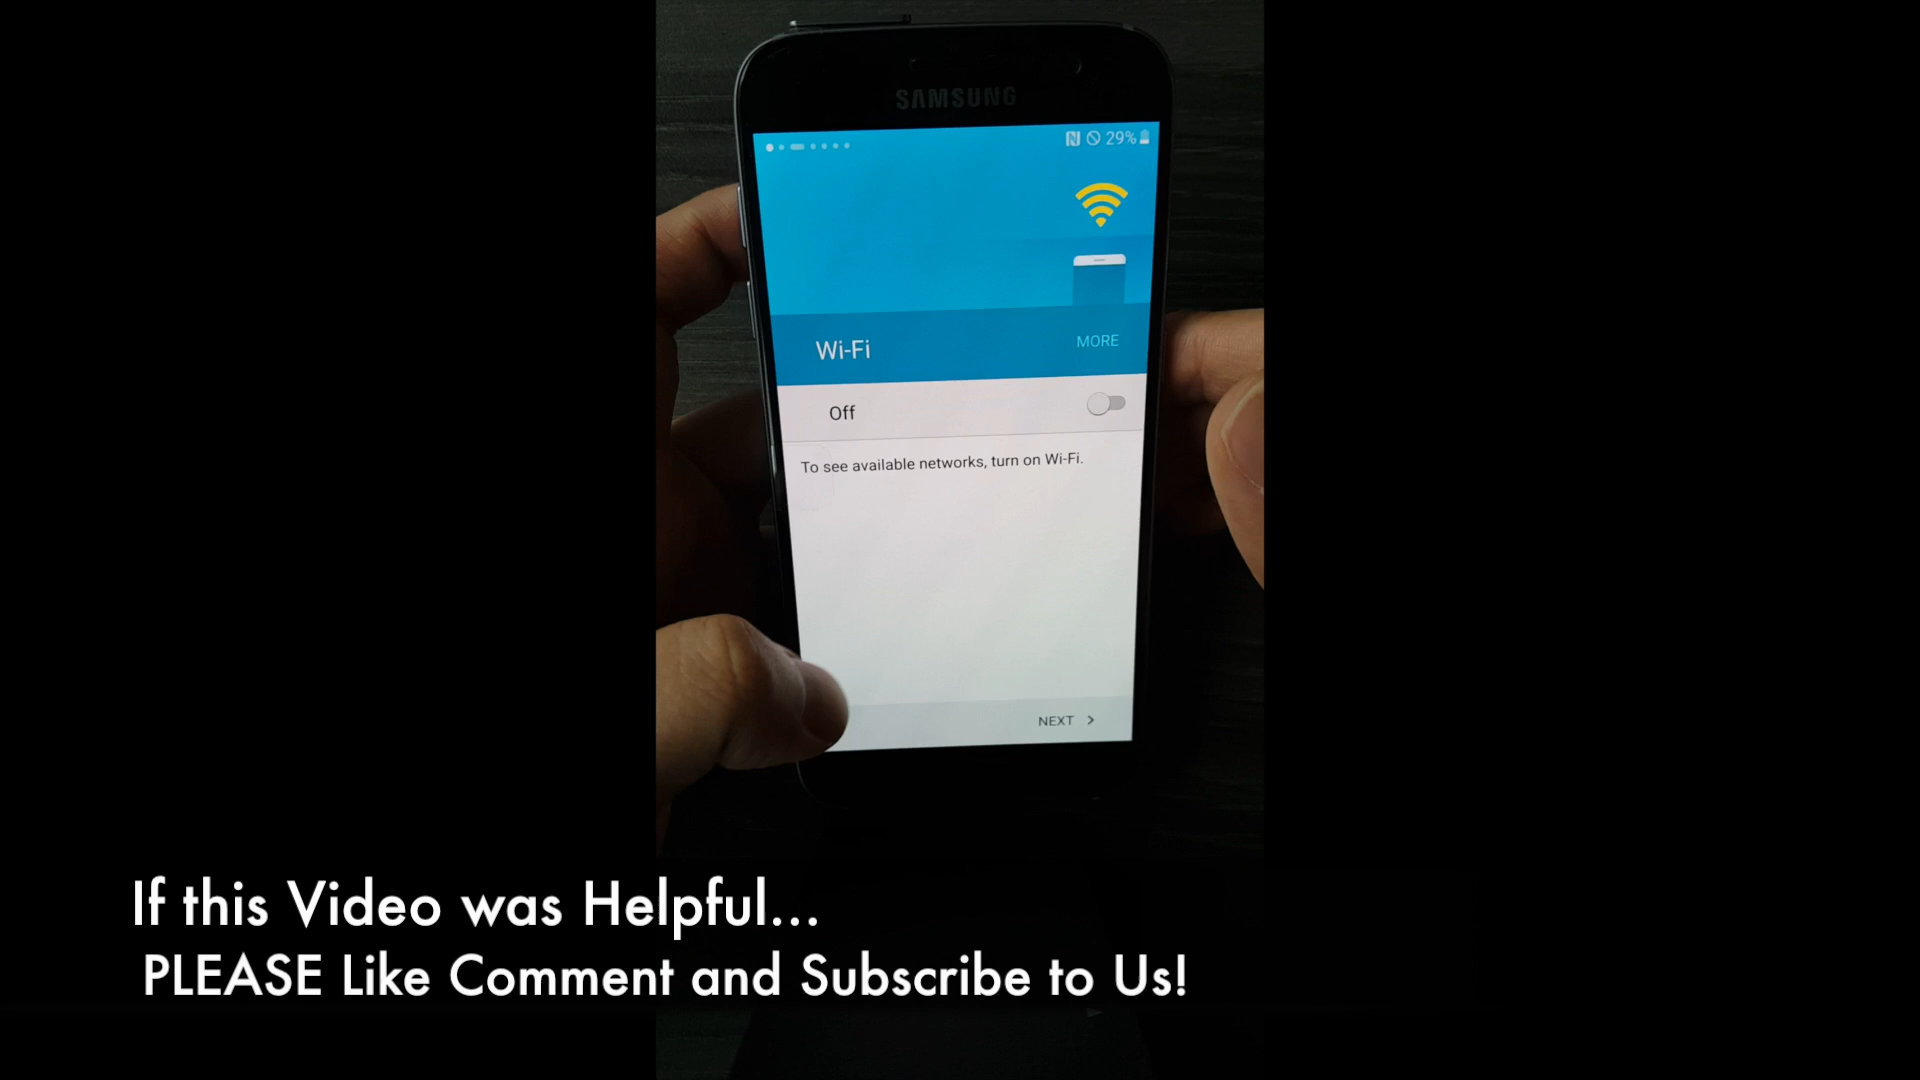 SAMSUNG
29%
Wi-Fi
MORE
Off
To see available networks, turn on Wi-Fi.
NEXT >
If this Video was Helpful...
PLEASE Like Comment and Subscribe to Us!